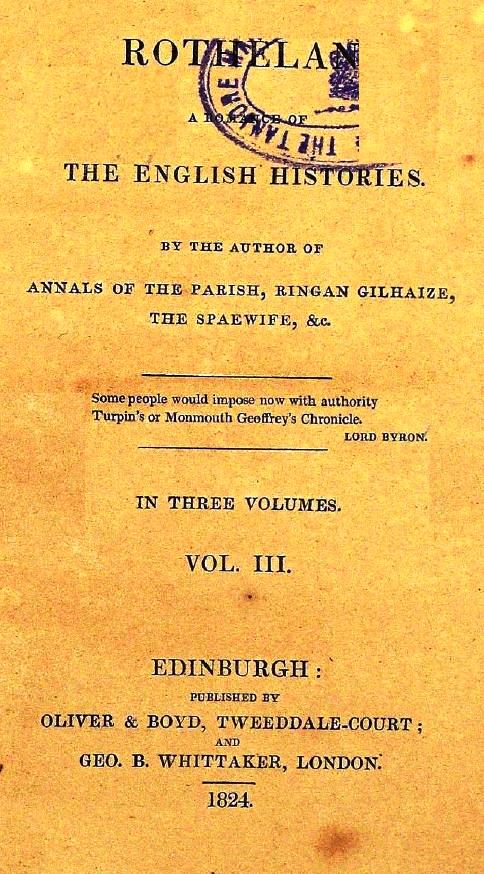 ROTHELAN
A ROMANCE OF
THE TANJORE
THE ENGLISH HISTORIES.
BY THE AUTHOR OF
ANNALS OF THE PARISH, RINGAN GILHAIZE,
THE SPAEWIFE, &c.
Some people would impose now with authority
Turpin's or Monmouth Geoffrey's Chronicle.
LORD BYRON.
IN THREE VOLUMES.
VOL. III.
EDINBURGH:
PUBLISHED BY
OLIVER & BOYD, TWEEDDALE-COURT;
AND
GEO. B. WHITTAKER, LONDON.
1824.